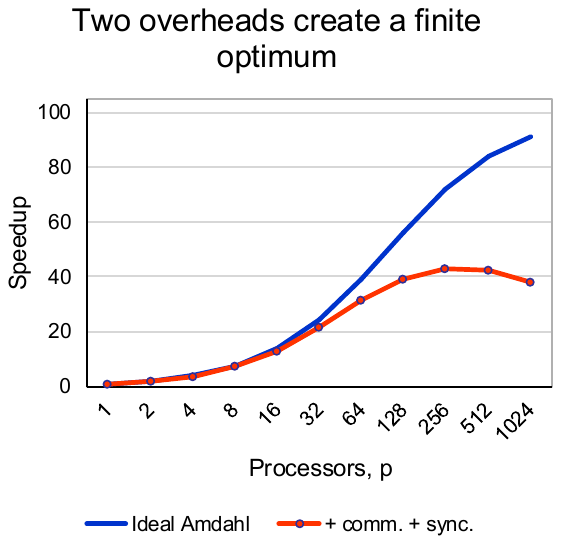 Two overheads create a finite
optimum
100
80
60
40
20
0
Speedup
1
2
4
8
16
32
64
128
256
512
1024
Processors, p
Ideal Amdahl
+ comm. + sync.